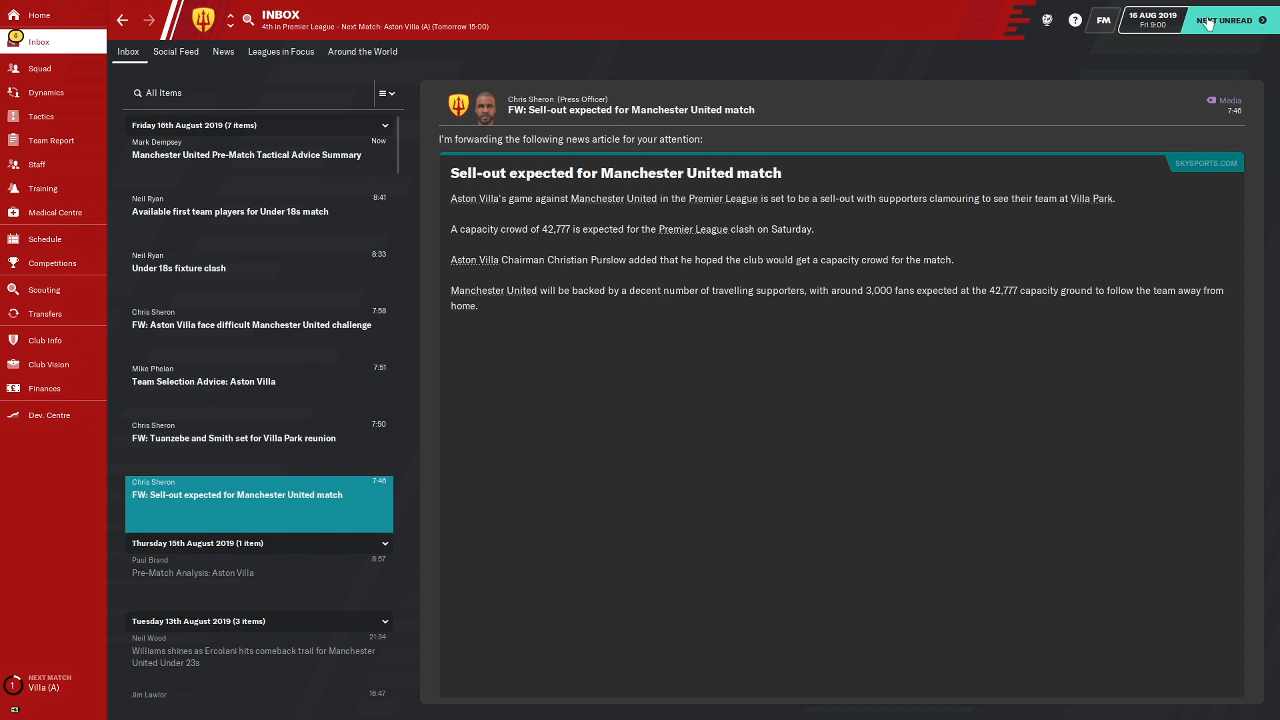 Home
INBOX
4th in Premier League - Next Match: Aston Villa (A) (Tomorrow 15:00)
?
FM
16 AUG 2019
Fri 9:00
NEXT UNREAD
6
Inbox
Squad
Dynamics
Tactics
Team Report
Staff
Training
Medical Centre
Schedule
Competitions
Scouting
Transfers
Club Info
Club Vision
Finances
Dev. Centre
1
NEXT MATCH
Villa (A)
Inbox
Social Feed
News
Leagues in Focus
Around the World
All Items
Friday 16th August 2019 (7 items)
Mark Dempsey
Now
Manchester United Pre-Match Tactical Advice Summary
Neil Ryan
8:41
Available first team players for Under 18s match
Neil Ryan
8:33
Under 18s fixture clash
Chris Sheron
7:58
FW: Aston Villa face difficult Manchester United challenge
Mike Phelan
7:51
Team Selection Advice: Aston Villa
Chris Sheron
7:50
FW: Tuanzebe and Smith set for Villa Park reunion
Chris Sheron
7:46
FW: Sell-out expected for Manchester United match
Thursday 15th August 2019 (1 item)
Paul Brand
8:57
Pre-Match Analysis: Aston Villa
Tuesday 13th August 2019 (3 items)
Neil Wood
21:34
Williams shines as Ercolani hits comeback trail for Manchester
United Under 23s
Jim Lawlor
16:47
Chris Sheron (Press Officer)
FW: Sell-out expected for Manchester United match
Media
7:46
I'm forwarding the following news article for your attention:
SKYSPORTS.COM
Sell-out expected for Manchester United match
Aston Villa's game against Manchester United in the Premier League is set to be a sell-out with supporters clamouring to see their team at Villa Park.
A capacity crowd of 42,777 is expected for the Premier League clash on Saturday.
Aston Villa Chairman Christian Purslow added that he hoped the club would get a capacity crowd for the match.
Manchester United will be backed by a decent number of travelling supporters, with around 3,000 fans expected at the 42,777 capacity ground to follow the team away from
home.